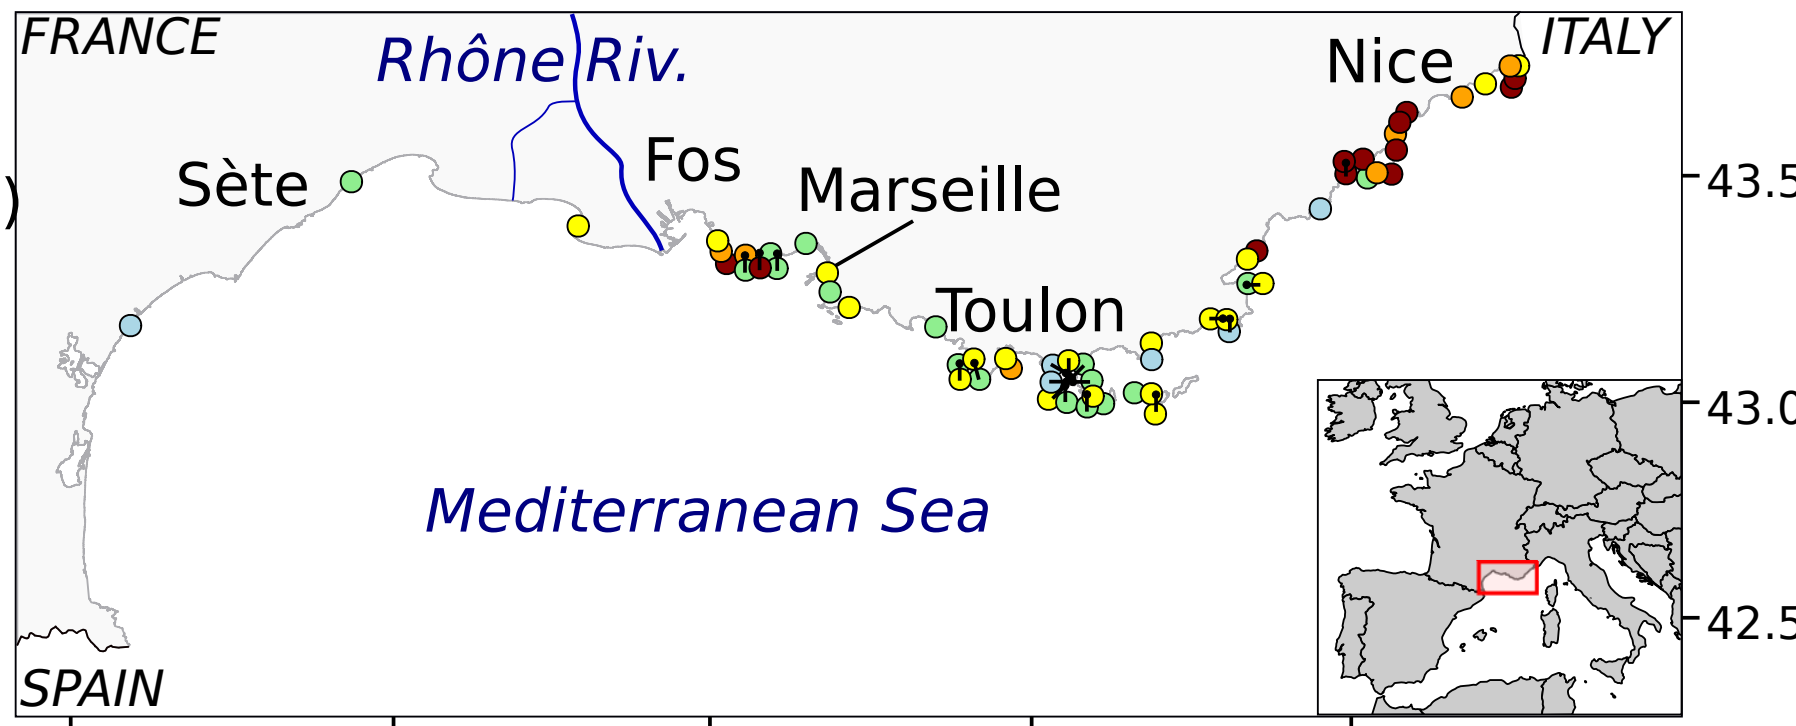 FRANCE
ITALY
Rhône Riv.
Nice
Fos
Sète
Marseille
43.5
)
Toulon
43.0
Mediterranean Sea
42.5
SPAIN